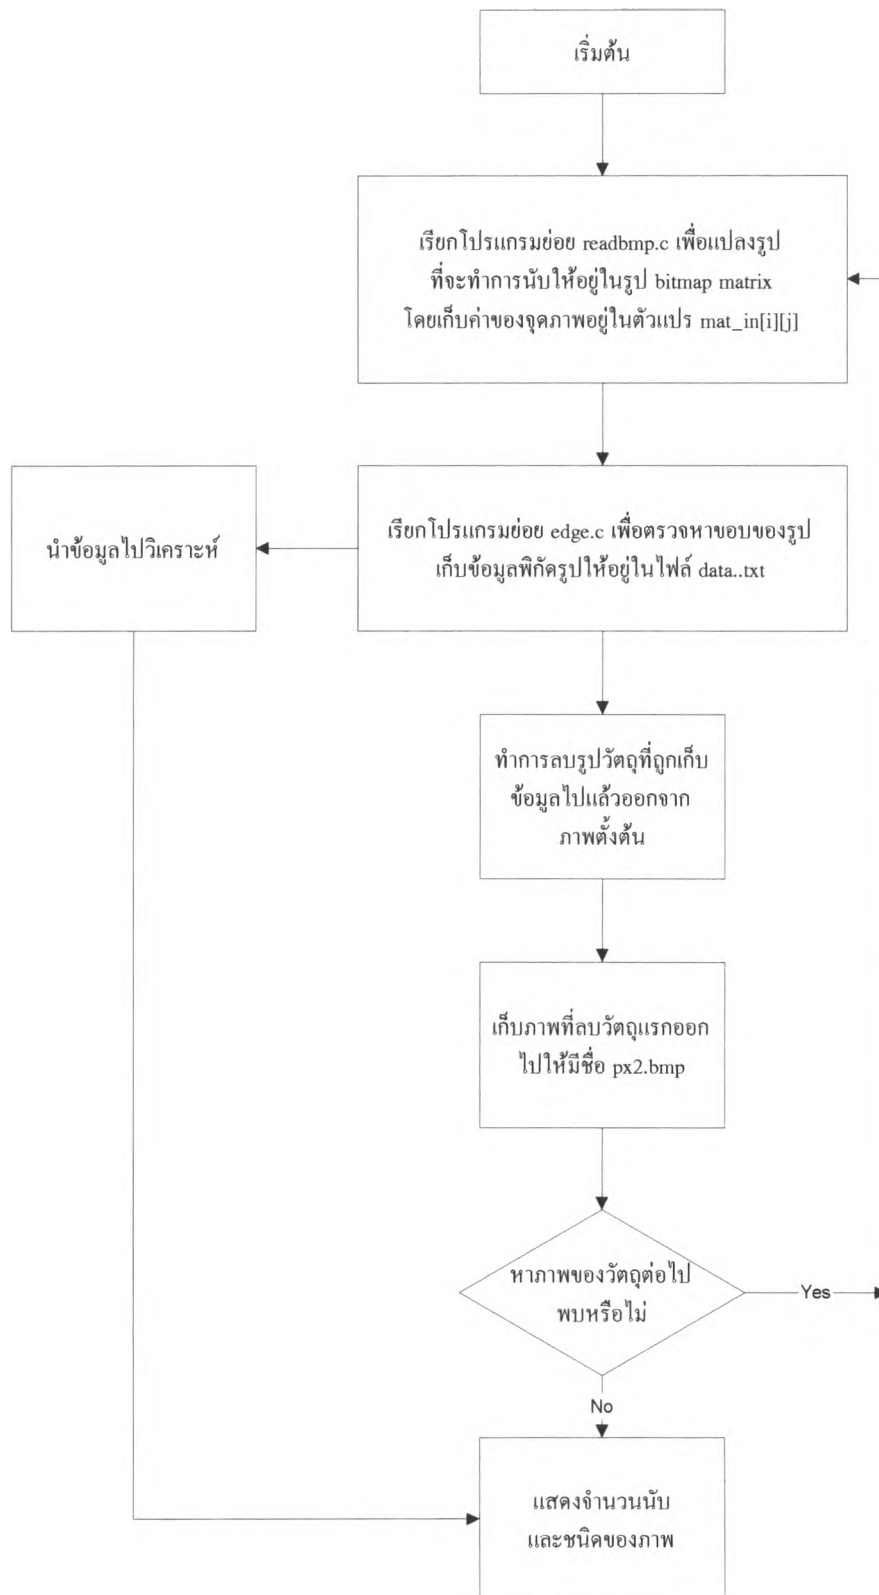 เริ่มต้น
เรียกโปรแกรมย่อย readbmp.c เพื่อแปลงรูป
ที่จะทำการนับให้อยู่ในรูป bitmap matrix
โดยเก็บค่าของจุดภาพอยู่ในตัวแปร mat_in[i][j]
นำข้อมูลไปวิเคราะห์
เรียกโปรแกรมย่อย edge.c เพื่อตรวจหาขอบของรูป
เก็บข้อมูลพิกัดรูปให้อยู่ในไฟล์ data..txt
ทำการลบรูปวัตถุที่ถูกเก็บ
ข้อมูลไปแล้วออกจาก
ภาพตั้งต้น
เก็บภาพที่ลบวัตถุแรกออก
ไปให้มีชื่อ px2.bmp
หาภาพของวัตถุต่อไป
พบหรือไม่
Yes
No
แสดงจำนวนนับ
และชนิดของภาพ